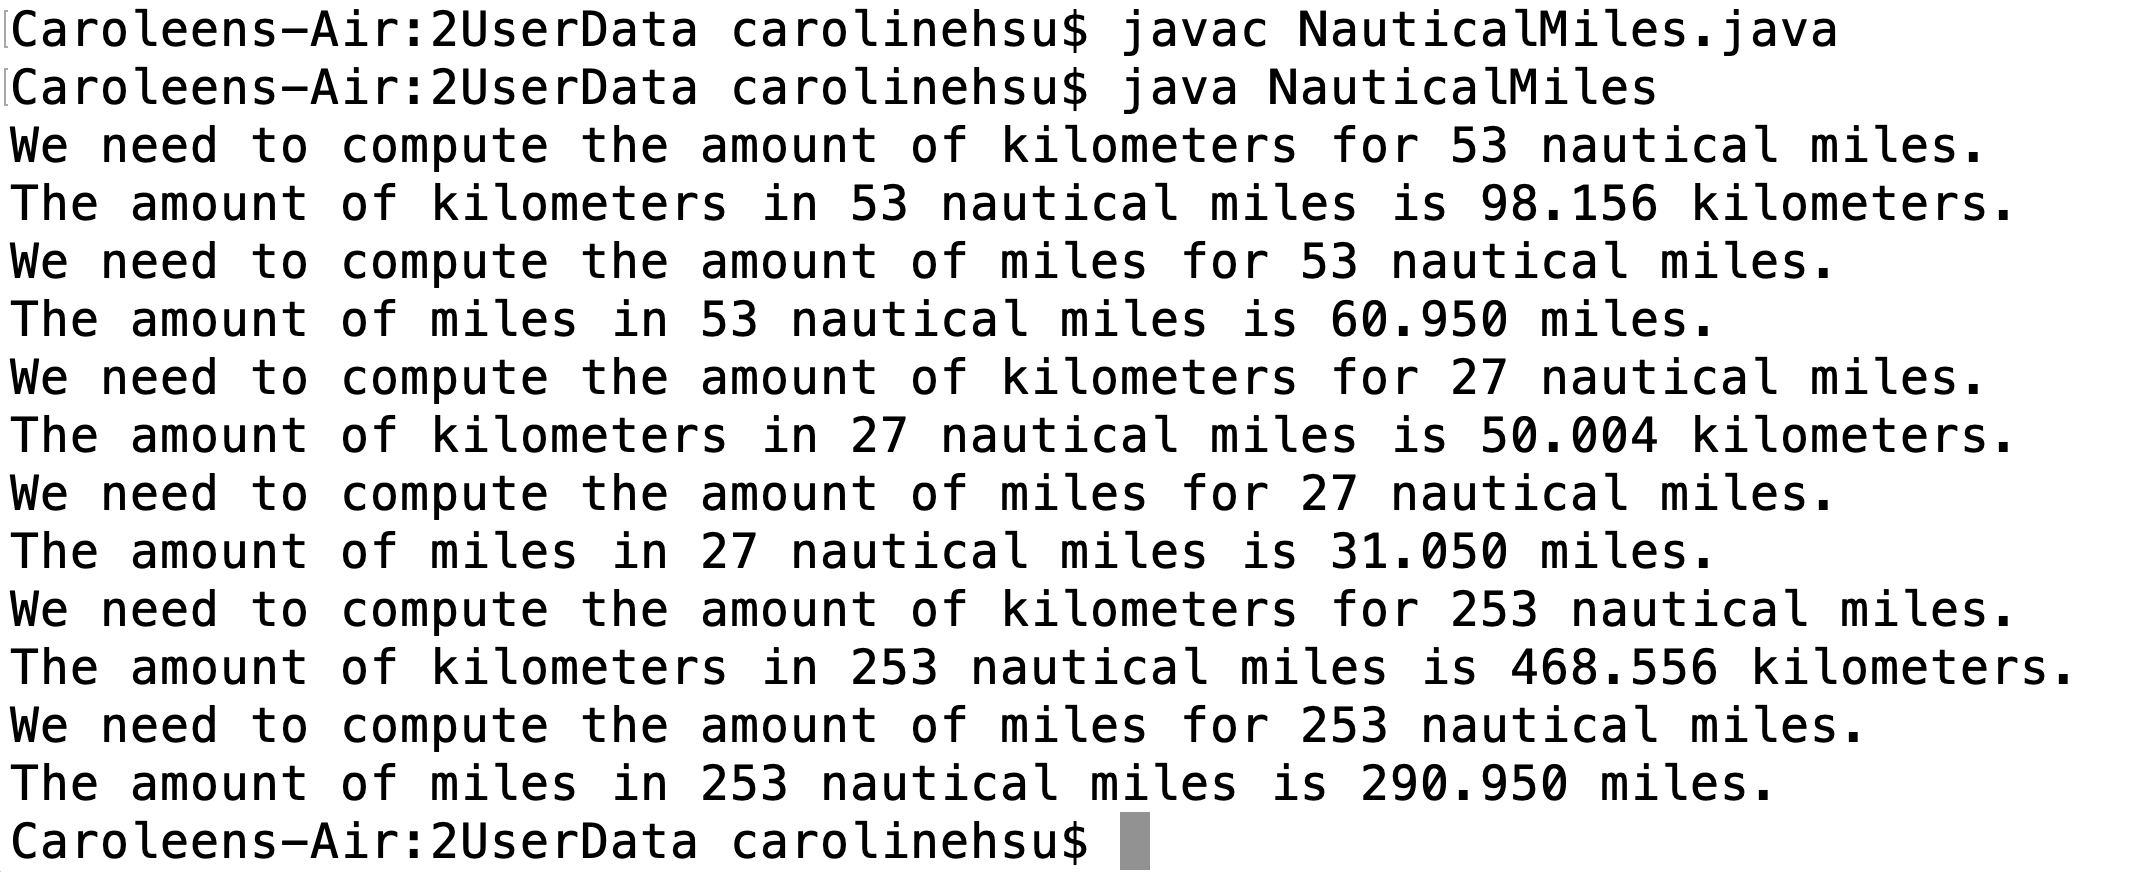 Caroleens-Air:2UserData carolinehsu$ javac NauticalMiles.java
Caroleens-Air:2UserData carolinehsu$ java NauticalMiles
We need to compute the amount of kilometers for 53 nautical miles.
The amount of kilometers in 53 nautical miles is 98.156 kilometers.
We need to compute the amount of miles for 53 nautical miles.
The amount of miles in 53 nautical miles is 60.950 miles.
We need to compute the amount of kilometers for 27 nautical miles.
The amount of kilometers in 27 nautical miles is 50.004 kilometers.
We need to compute the amount of miles for 27 nautical miles.
The amount of miles in 27 nautical miles is 31.050 miles.
We need to compute the amount of kilometers for 253 nautical miles.
The amount of kilometers in 253 nautical miles is 468.556 kilometers.
We need to compute the amount of miles for 253 nautical miles.
The amount of miles in 253 nautical miles is 290.950 miles.
Caroleens-Air:2UserData carolinehsu$